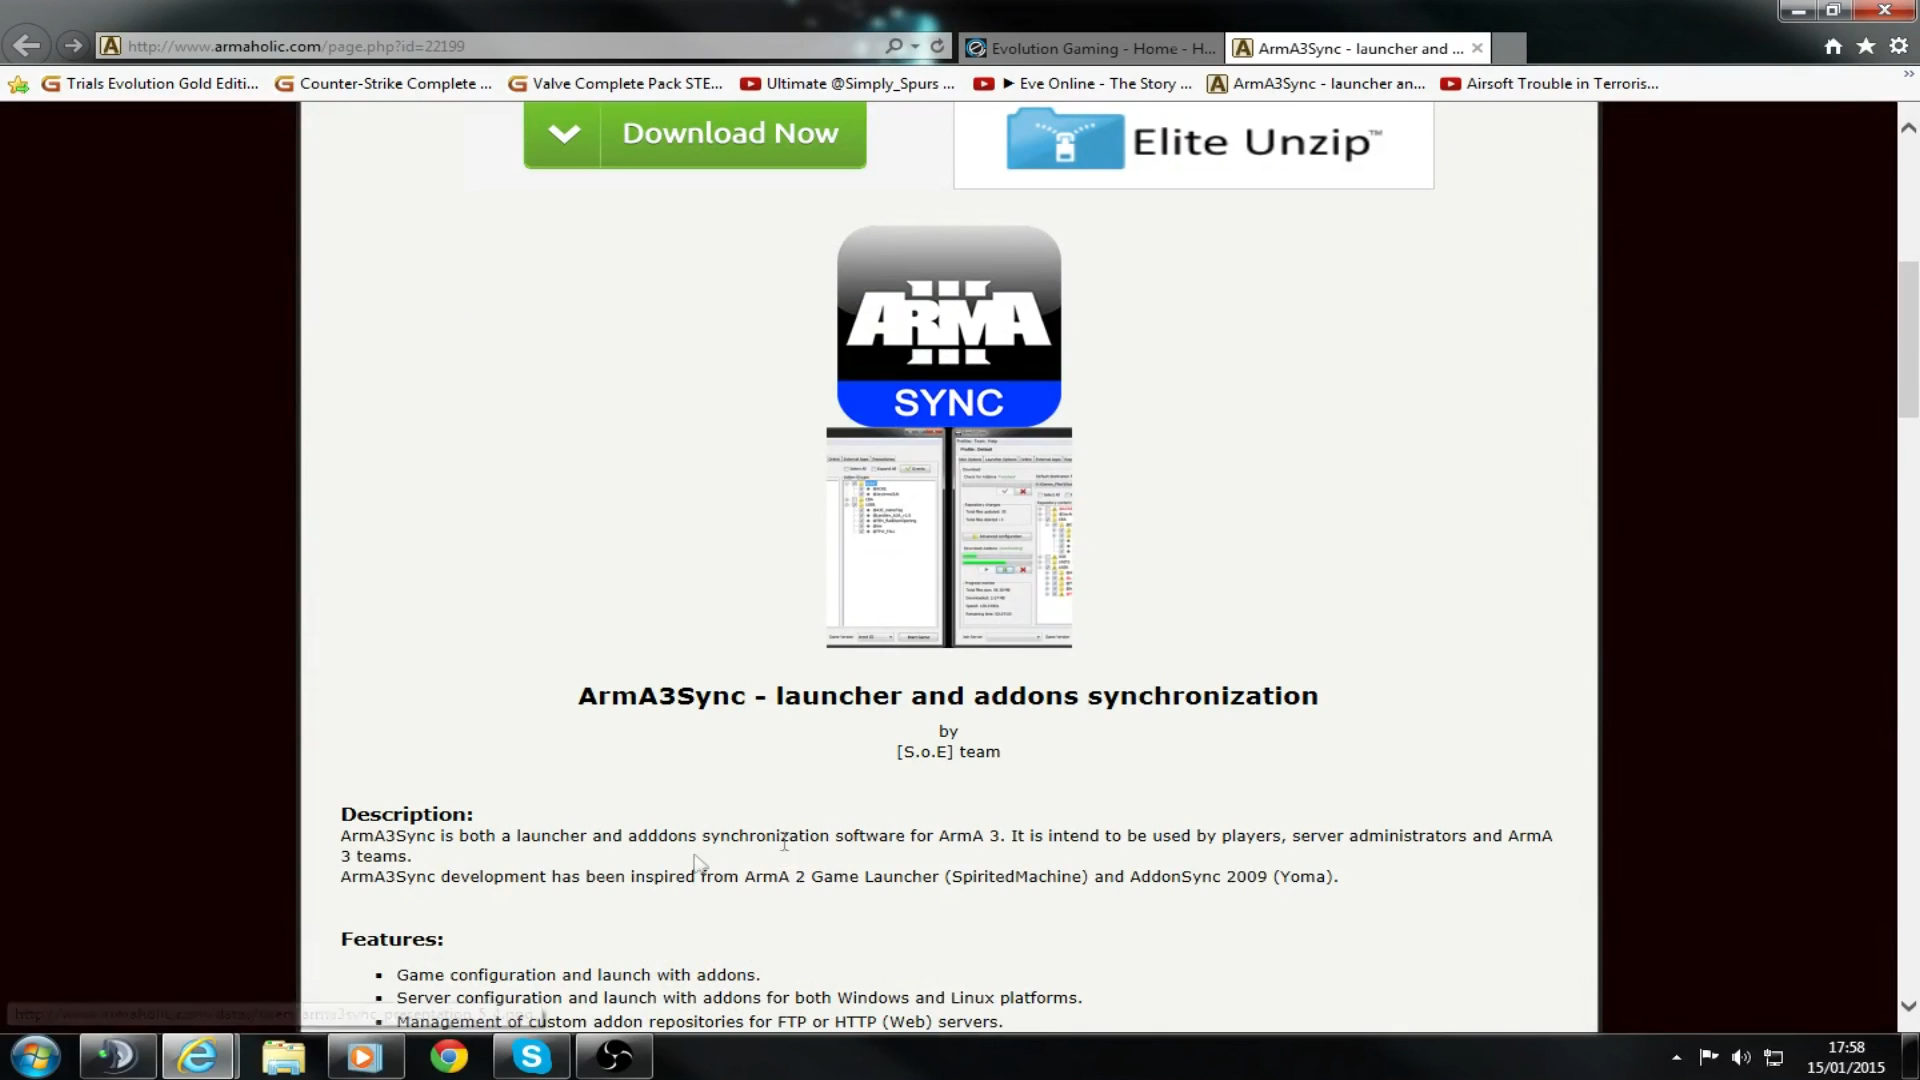 http://www.armaholic.com/page.php?id=22199
Evolution Gaming - Home - H...
ArmA3Sync - launcher and ...
Trials Evolution Gold Editi...
Counter-Strike Complete ...
Valve Complete Pack STE...
Ultimate @Simply_Spurs ...
► Eve Online - The Story ...
ArmA3Sync - launcher an...
Airsoft Trouble in Terroris...
Download Now
Elite Unzip™
III
ARMA
SYNC
ArmA3Sync - launcher and addons synchronization
by
[S.o.E] team
Description:
ArmA3Sync is both a launcher and adddons synchronization software for ArmA 3. It is intend to be used by players, server administrators and ArmA
3 teams.
ArmA3Sync development has been inspired from ArmA 2 Game Launcher (SpiritedMachine) and AddonSync 2009 (Yoma).
Features:
Game configuration and launch with addons.
Server configuration and launch with addons for both Windows and Linux platforms.
Management of custom addon repositories for FTP or HTTP (Web) servers.
17:58
15/01/2015